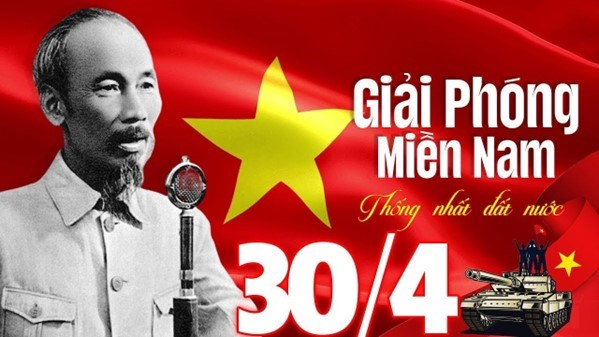 Giải Phóng
Miền Nam
Thống nhất đất nước
30/4